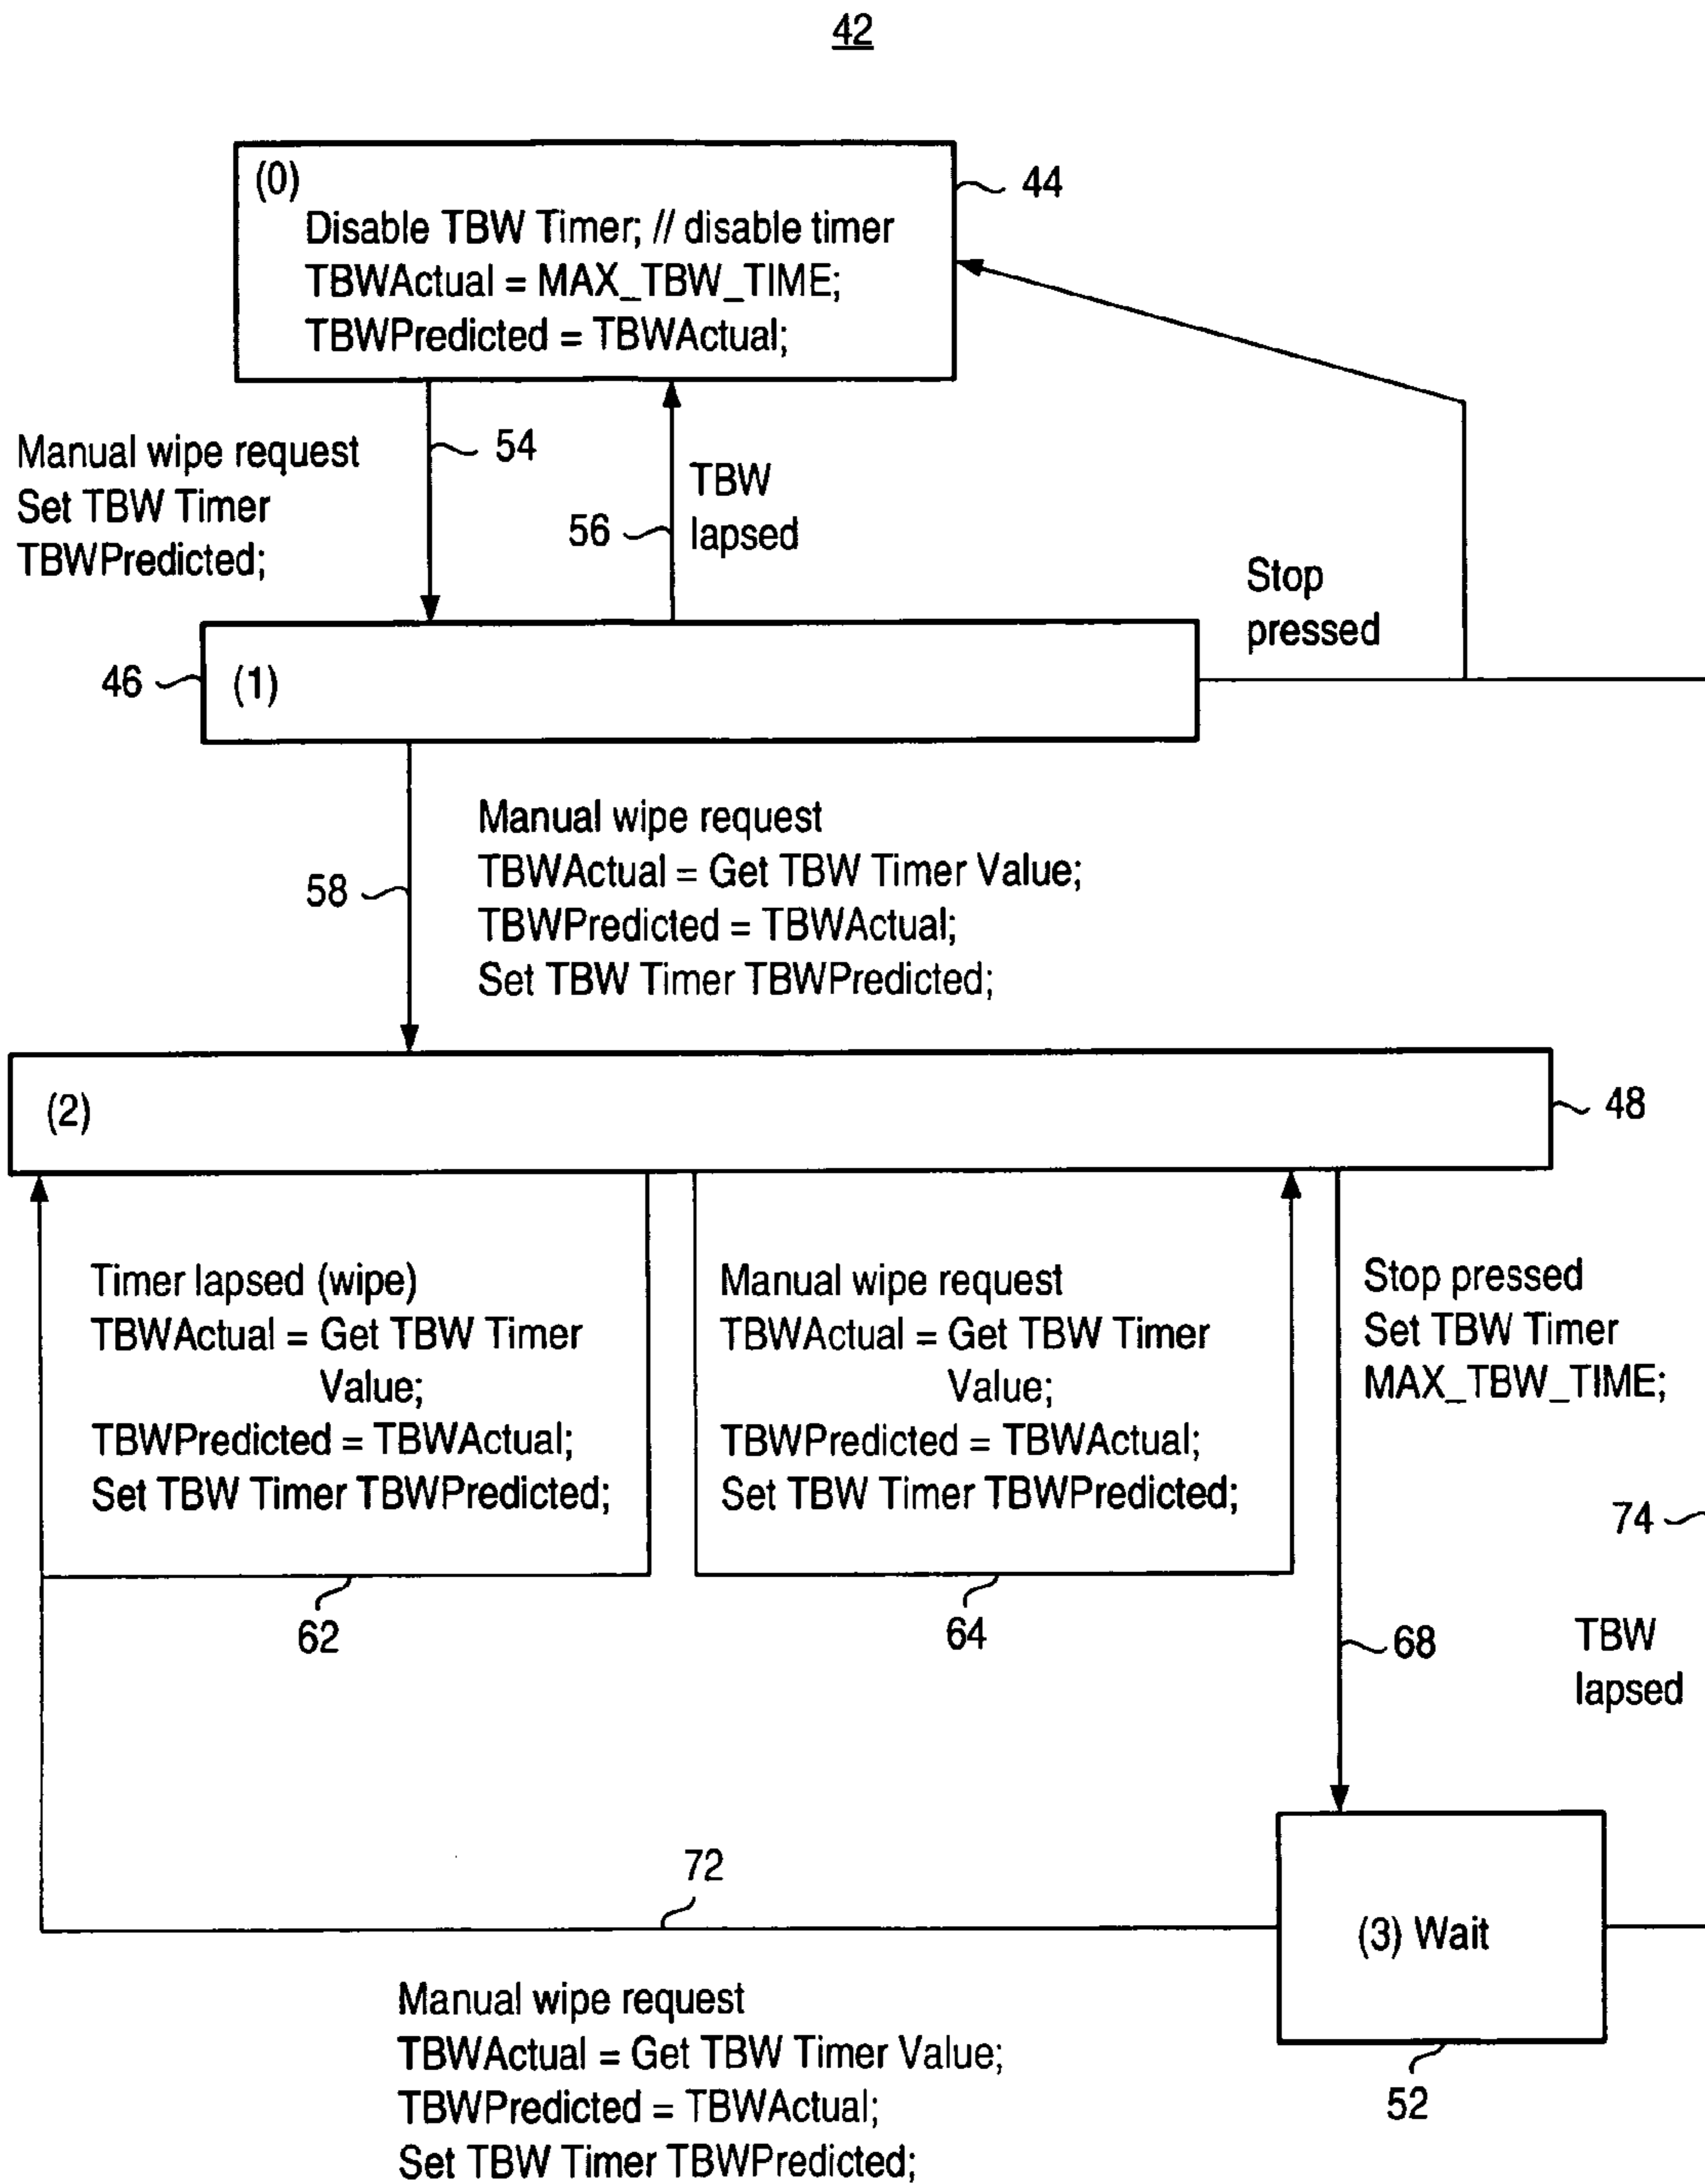 42
(0)
Disable TBW Timer; // disable timer
TBWActual = MAX_TBW_TIME;
TBWPredicted = TBWActual;
44
Manual wipe request
Set TBW Timer
TBWPredicted;
54
56
TBW
lapsed
Stop
pressed
46
(1)
58
Manual wipe request
TBWActual = Get TBW Timer Value;
TBWPredicted = TBWActual;
Set TBW Timer TBWPredicted;
(2)
48
Timer lapsed (wipe)
TBWActual = Get TBW Timer
Value;
TBWPredicted = TBWActual;
Set TBW Timer TBWPredicted;
62
Manual wipe request
TBWActual = Get TBW Timer
Value;
TBWPredicted = TBWActual;
Set TBW Timer TBWPredicted;
64
Stop pressed
Set TBW Timer
MAX_TBW_TIME;
68
74
TBW
lapsed
72
(3) Wait
52
Manual wipe request
TBWActual = Get TBW Timer Value;
TBWPredicted = TBWActual;
Set TBW Timer TBWPredicted;